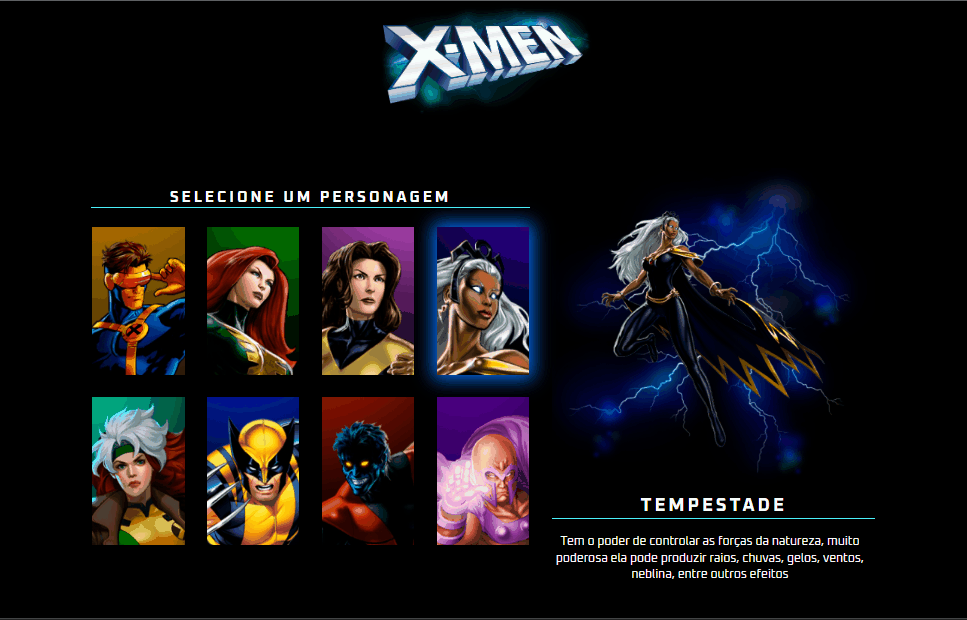 X-MEN
SELECIONE UM PERSONAGEM
TEMPESTADE
Tem o poder de controlar as forças da natureza, muito
poderosa ela pode produzir raios, chuvas, gelos, ventos,
neblina, entre outros efeitos